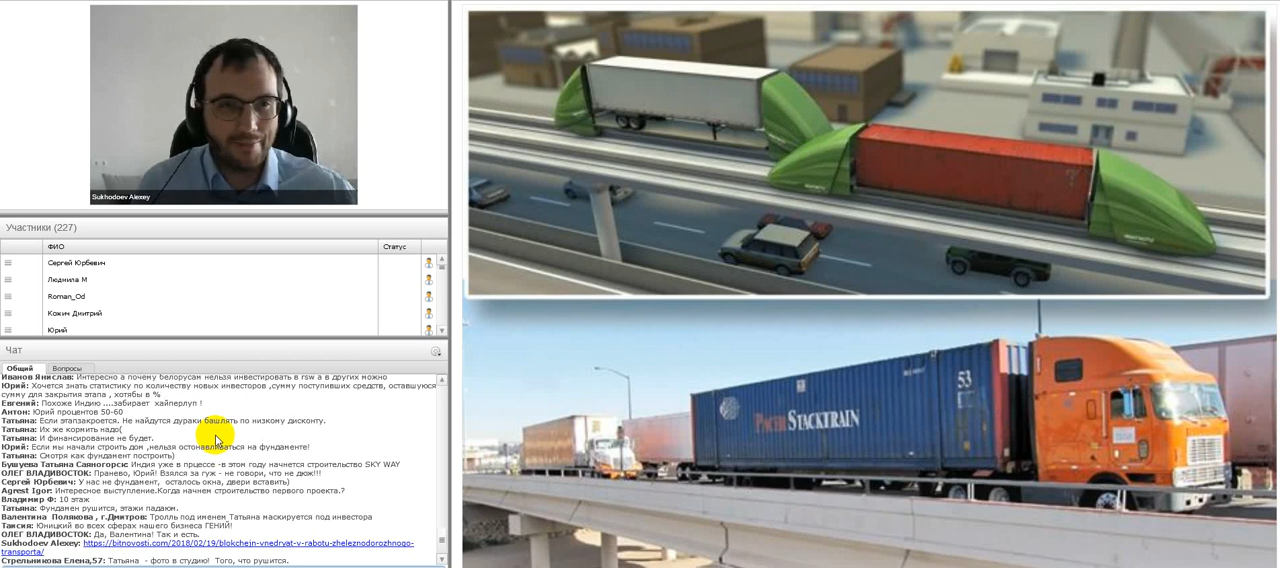 Sukhodoev Alexey
Участники (227)
ФИО
Статус
Сергей Юрбевич
Людмила М
Roman_Od
Кожич Дмитрий
Юрий
Чат
Общий
Вопросы
Иванов Янислав: Интересно а почему белорусам нельзя инвестировать в rsw а в других можно
Юрий: Хочется знать статистику по количеству новых инвесторов ,сумму поступивших средств, оставшуюся
сумму для закрытия этапа , хотябы в %
Евгений: Похоже Индию ....забирает хайперлуп !
Антон: Юрий процентов 50-60
Татьяна: Если этапзакроется. Не найдутся дураки башлять по низкому дисконту.
Татьяна: Их же кормить надо(
Татьяна: И финансирование не будет.
Юрий: Если мы начали строить дом ,нельзя остонавливаться на фундаменте!
Татьяна: Смотря как фундамент построить)
Бушуева Татьяна Саяногорск: Индия уже в прцессе -в этом году начнется строительство SKY WAY
ОЛЕГ ВЛАДИВОСТОК: Пранево, Юрий! Взялся за гуж - не говори, что не дюж!!!
Сергей Юрбевич: У нас не фундамент, осталось окна, двери вставить)
Agrest Igor: Интересное выступление.Когда начнем строительство первого проекта.?
Владимир Ф: 10 этаж
Татьяна: Фундамен рушится, этажи падаюм.
Валентина Полякова , г.Дмитров: Тролль под именем Татьяна маскируется под инвестора
Таисия: Юницкий во всех сферах нашего бизнеса ГЕНИЙ!
ОЛЕГ ВЛАДИВОСТОК: Да, Валентина! Так и есть.
Sukhodoev Alexey: https://bitnovosti.com/2018/02/19/blokchejn-vnedryat-v-rabotu-zheleznodorozhnogo-
transporta/
Стрельникова Елена,57: Татьяна - фото в студию! Того, что рушится.
PACER STACKTRAIN
53